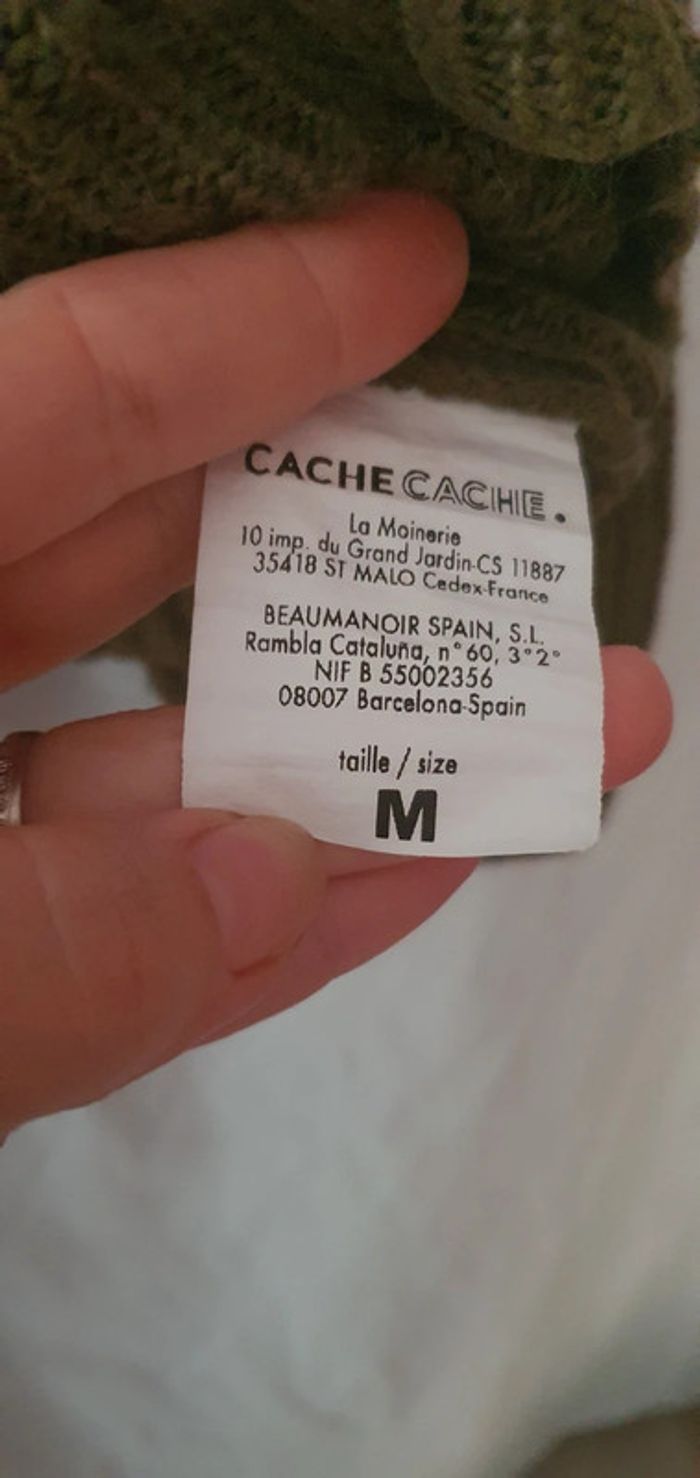 CACHE CACHE.
La Moinerie
10 imp. du Grand Jardin-CS 11887
35418 ST MALO Cedex-France
BEAUMANOIR SPAIN, S.L.
Rambla Cataluña, n°60, 3°2°
NIF B 55002356
08007 Barcelona-Spain
taille / size
M